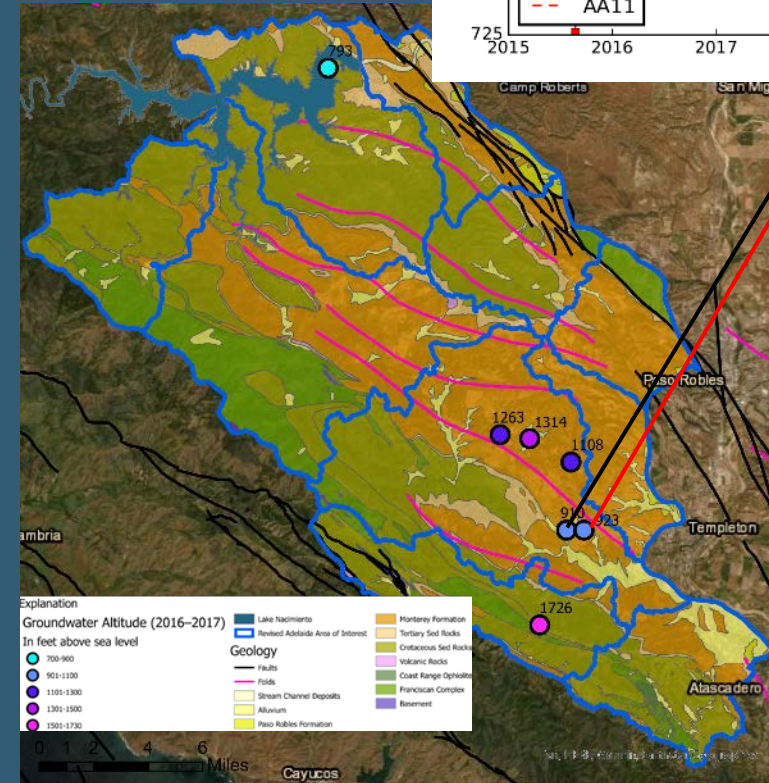 AA11
725
2015 2016 2017
793
Camp Roberts
San Mig
Paso Robles
1263
1314
1108
923
Templeton
ambria
1726
Atascadero
Cayucos
Explanation
Groundwater Altitude (2016–2017)
In feet above sea level
700-900
901-1100
1101-1300
1301-1500
1501-1730
Lake Nacimiento
Revised Adelaida Area of Interest
Geology
Faults
Folds
Stream Channel Deposits
Alluvium
Paso Robles Formation
Monterey Formation
Tertiary Sed Rocks
Cretaceous Sed Rocks
Volcanic Rocks
Coast Range Ophiolite
Franciscan Complex
Basement
0 1 2 4 6
Miles